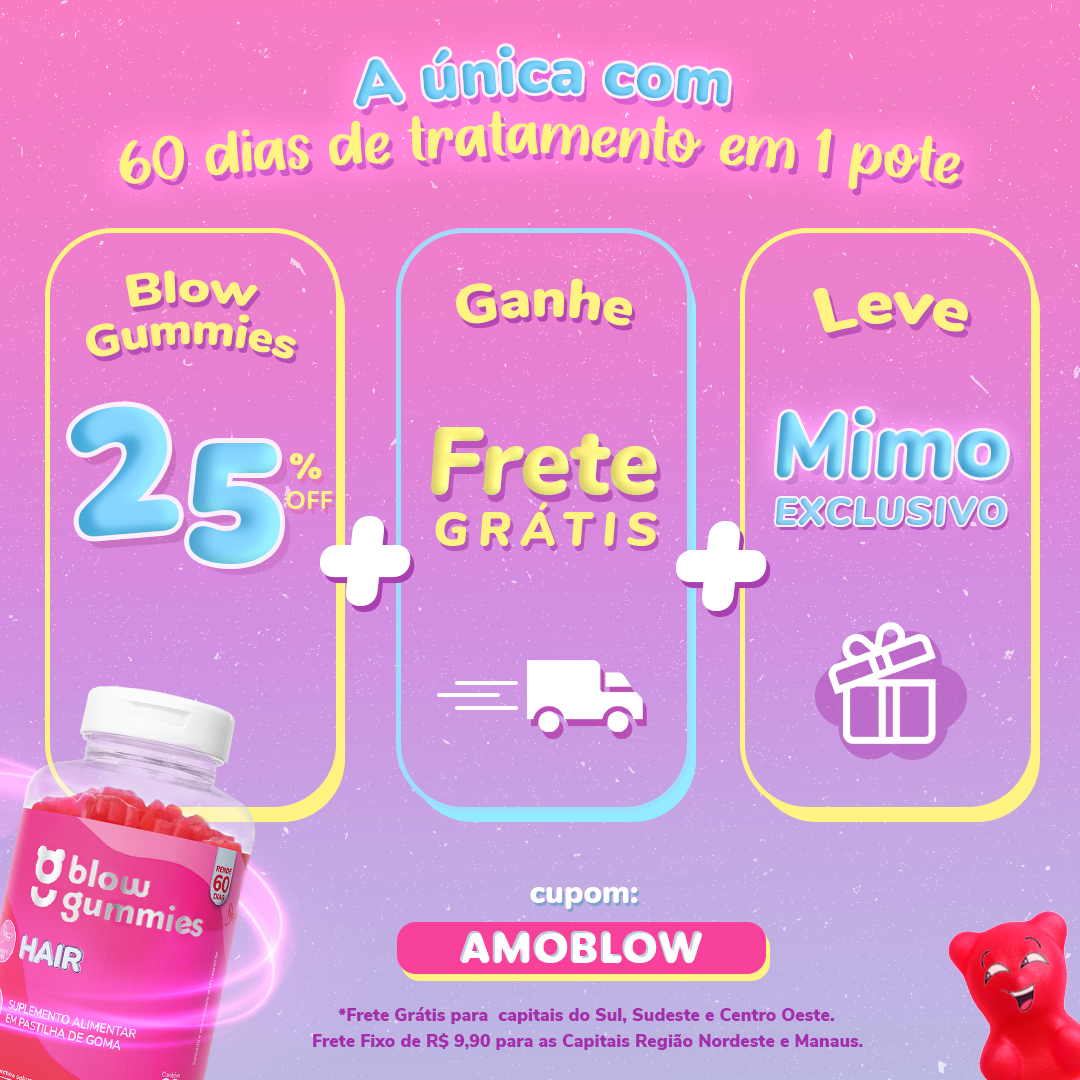 A única com
60 dias de tratamento em 1 pote
Blow
Gummies
25
%
OFF
Ganhe
Frete
GRÁTIS
Leve
Mimo
EXCLUSIVO
blow
gummies
RENDE
60
DIAS
HAIR
SUPLEMENTO ALIMENTAR
EM PASTILHA DE GOMA
Contém
cupom:
AMOBLOW
*Frete Grátis para capitais do Sul, Sudeste e Centro Oeste.
Frete Fixo de R$ 9,90 para as Capitais Região Nordeste e Manaus.